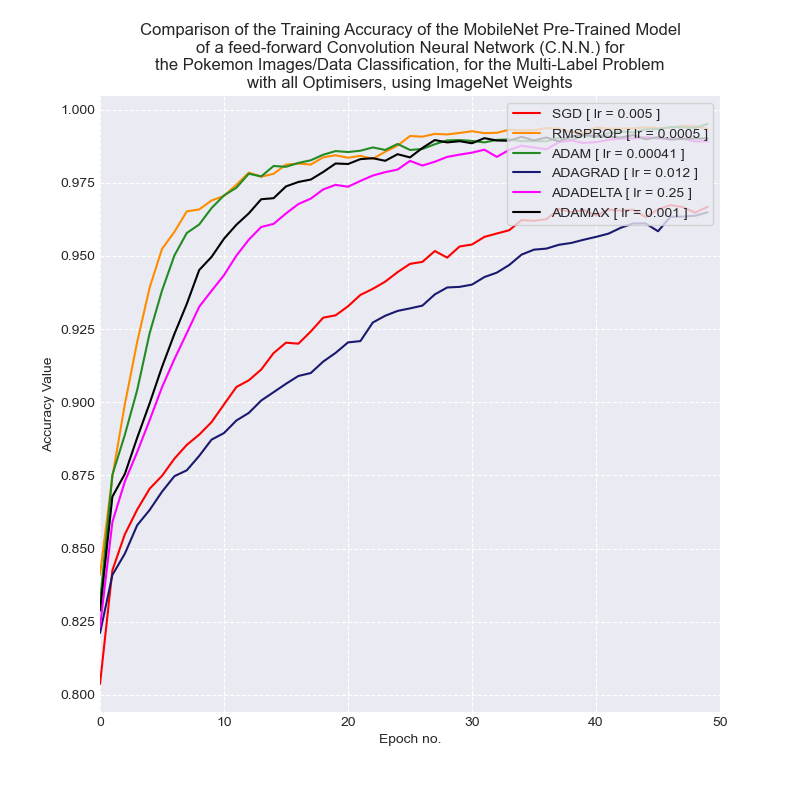 Comparison of the Training Accuracy of the MobileNet Pre-Trained Model
of a feed-forward Convolution Neural Network (C.N.N.) for
the Pokemon Images/Data Classification, for the Multi-Label Problem
with all Optimisers, using ImageNet Weights
1.000
0.975
0.950
0.925
0.900
0.875
0.850
0.825
0.800
Accuracy Value
SGD [ lr = 0.005 ]
RMSPROP [ lr = 0.0005 ]
ADAM [ lr = 0.00041 ]
ADAGRAD [ lr = 0.012 ]
ADADELTA [ lr = 0.25 ]
ADAMAX [ lr = 0.001 ]
0 10 20 30 40 50
Epoch no.